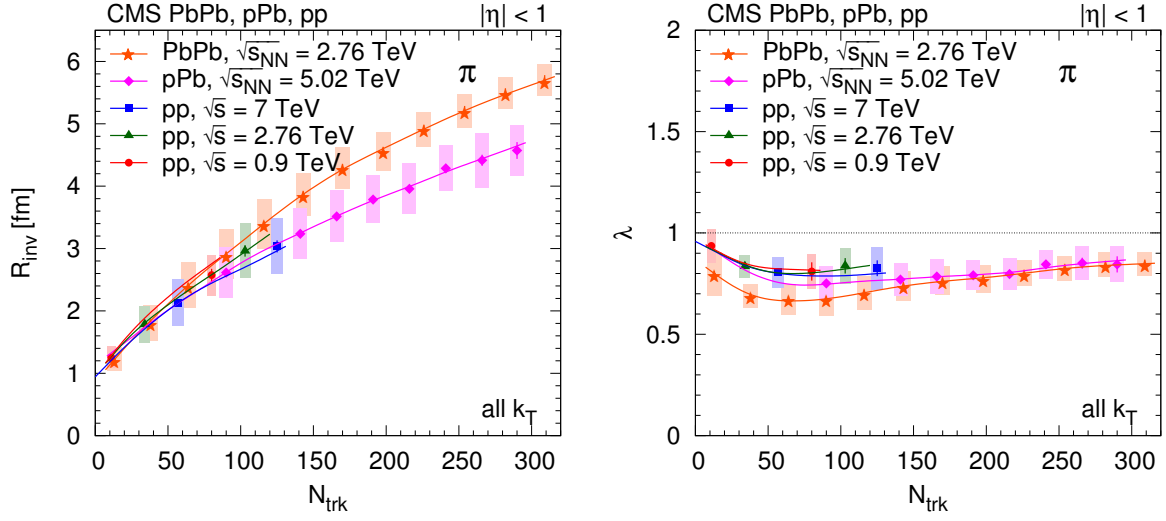 CMS PbPb, pPb, pp |η| < 1
PbPb, √sNN = 2.76 TeV
pPb, √sNN = 5.02 TeV
pp, √s = 7 TeV
pp, √s = 2.76 TeV
pp, √s = 0.9 TeV
π
all kT
Rinv [fm]
0 1 2 3 4 5 6
0 50 100 150 200 250 300
Ntrk
CMS PbPb, pPb, pp |η| < 1
PbPb, √sNN = 2.76 TeV
pPb, √sNN = 5.02 TeV
pp, √s = 7 TeV
pp, √s = 2.76 TeV
pp, √s = 0.9 TeV
π
all kT
λ
0 0.5 1 1.5 2
0 50 100 150 200 250 300
Ntrk